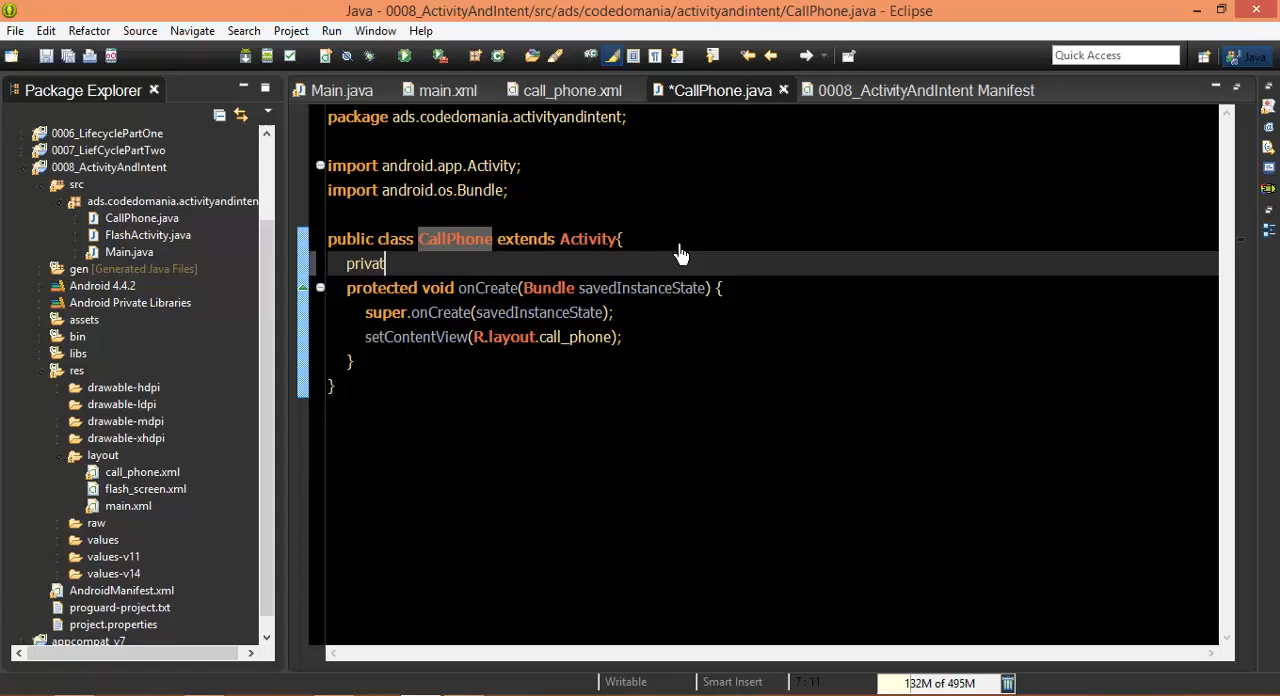 Java - 0008_ActivityAndIntent/src/ads/codedomania/activityandintent/CallPhone.java - Eclipse
File Edit Refactor Source Navigate Search Project Run Window Help
Quick Access
Java
Package Explorer
Main.java main.xml call_phone.xml *CallPhone.java 0008_ActivityAndIntent Manifest
0006_LifecyclePartOne
0007_LiefCyclePartTwo
0008_ActivityAndIntent
src
ads.codedomania.activityandinten
CallPhone.java
FlashActivity.java
Main.java
gen [Generated Java Files]
Android 4.4.2
Android Private Libraries
assets
bin
libs
res
drawable-hdpi
drawable-ldpi
drawable-mdpi
drawable-xhdpi
layout
call_phone.xml
flash_screen.xml
main.xml
raw
values
values-v11
values-v14
AndroidManifest.xml
proguard-project.txt
project.properties
appcompat_v7
package ads.codedomania.activityandintent;
import android.app.Activity;
import android.os.Bundle;
public class CallPhone extends Activity{
privat
protected void onCreate(Bundle savedInstanceState) {
super.onCreate(savedInstanceState);
setContentView(R.layout.call_phone);
}
}
Writable Smart Insert 7 : 11 132M of 495M